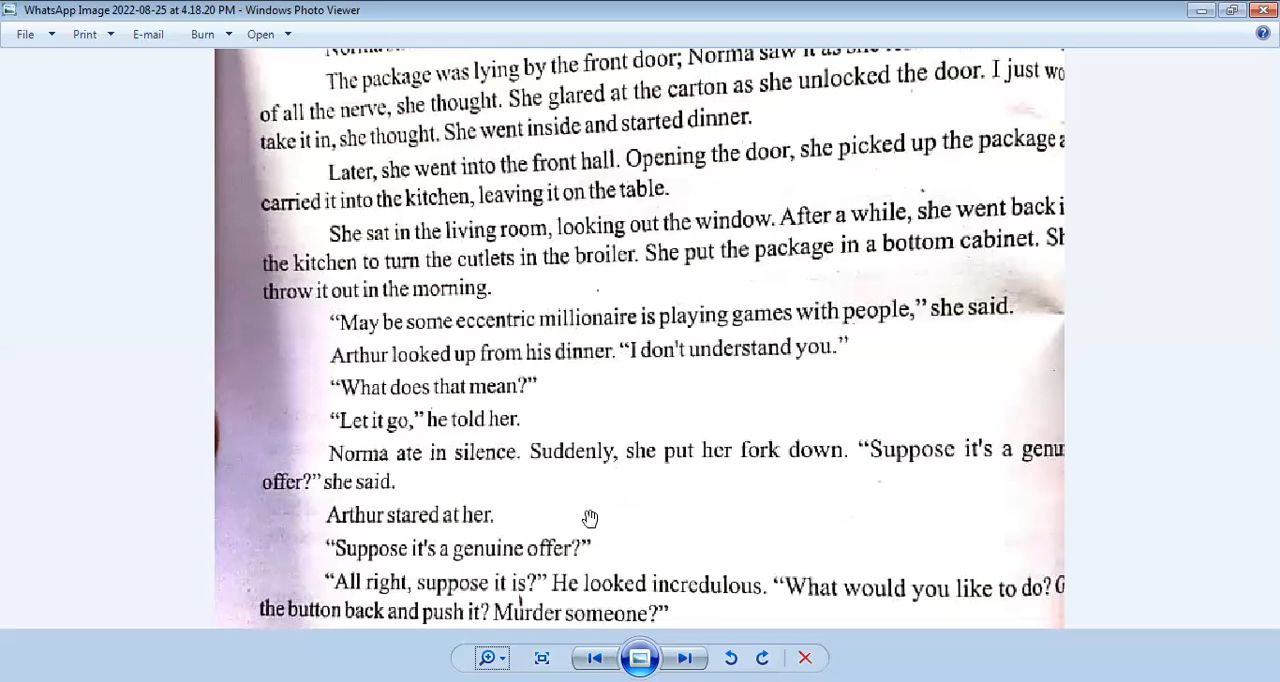 WhatsApp Image 2022-08-25 at 4.18.20 PM - Windows Photo Viewer
File Print E-mail Burn Open
The package was lying by the front door; Norma saw it as she
of all the nerve, she thought. She glared at the carton as she unlocked the door. I just wo
take it in, she thought. She went inside and started dinner.
Later, she went into the front hall. Opening the door, she picked up the package a
carried it into the kitchen, leaving it on the table.
She sat in the living room, looking out the window. After a while, she went back i
the kitchen to turn the cutlets in the broiler. She put the package in a bottom cabinet. Sh
throw it out in the morning.
“May be some eccentric millionaire is playing games with people,” she said.
Arthur looked up from his dinner. “I don't understand you.”
“What does that mean?”
“Let it go,” he told her.
Norma ate in silence. Suddenly, she put her fork down. “Suppose it's a genu
offer?” she said.
Arthur stared at her.
“Suppose it's a genuine offer?”
“All right, suppose it is?” He looked incredulous. “What would you like to do? G
the button back and push it? Murder someone?”